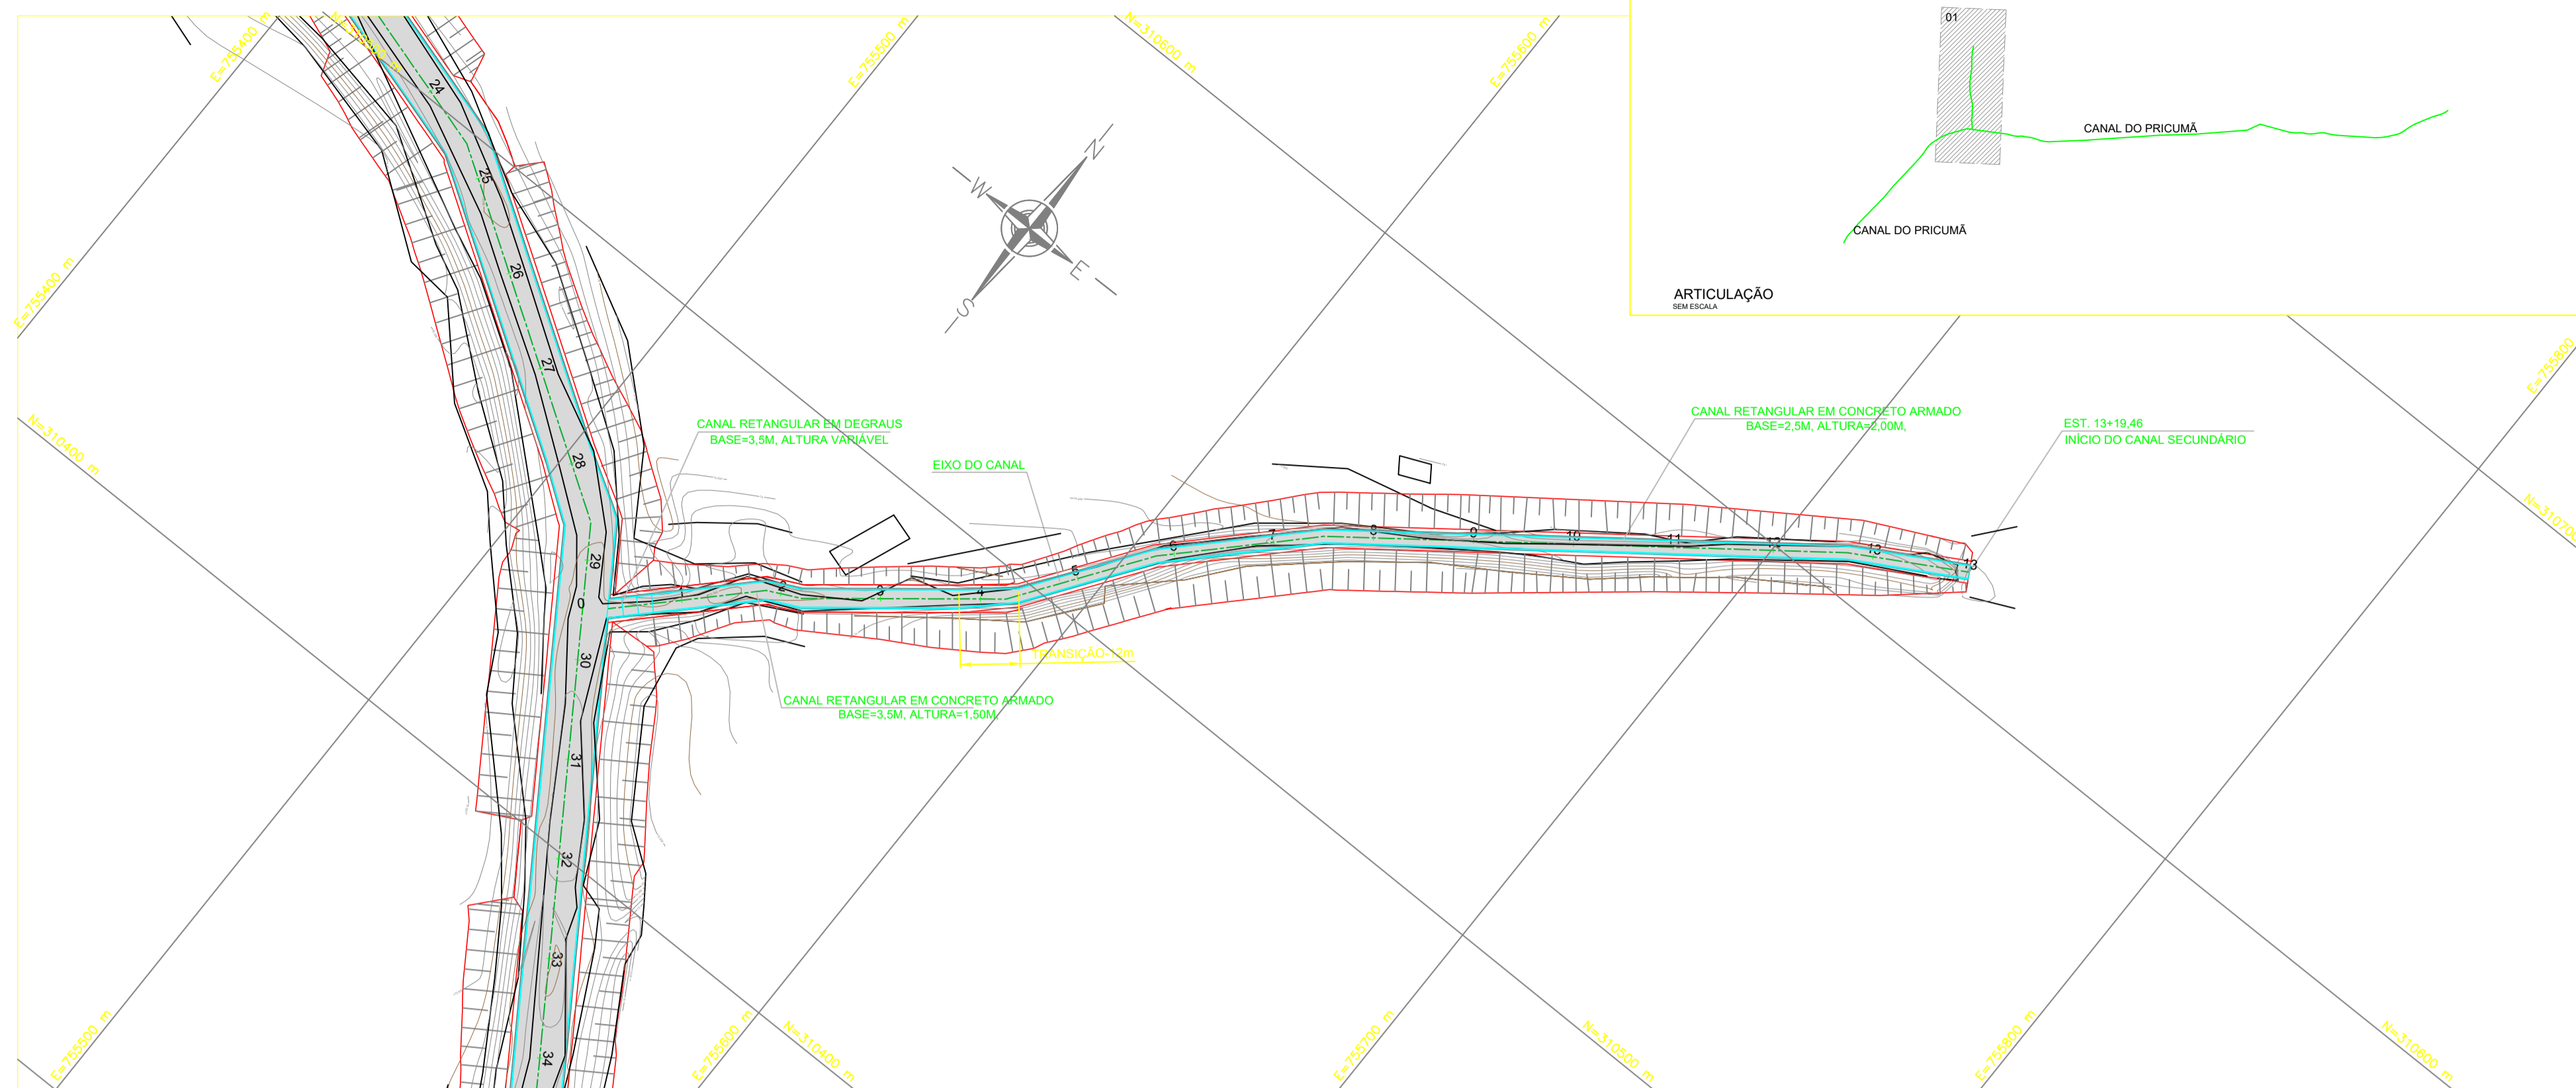 01
CANAL DO PRICUMÃ
CANAL DO PRICUMÃ
ARTICULAÇÃO
SEM ESCALA
E=755400 m
E=755500 m
N=310600 m
E=755600 m
N
W
E
S
E=755400 m
E=755800 m
N=310400 m
CANAL RETANGULAR EM DEGRAUS
BASE=3,5M, ALTURA VARIÁVEL
EIXO DO CANAL
CANAL RETANGULAR EM CONCRETO ARMADO
BASE=2,5M, ALTURA=2,00M,
EST. 13+19,46
INÍCIO DO CANAL SECUNDÁRIO
24
25
26
27
28
29
30
31
32
33
34
0
1
2
3
4
5
6
7
8
9
10
11
12
13
13
TRANSIÇÃO-12m
CANAL RETANGULAR EM CONCRETO ARMADO
BASE=3,5M, ALTURA=1,50M,
E=755500 m
E=755600 m
N=310400 m
E=755700 m
N=310500 m
E=755800 m
N=310600 m